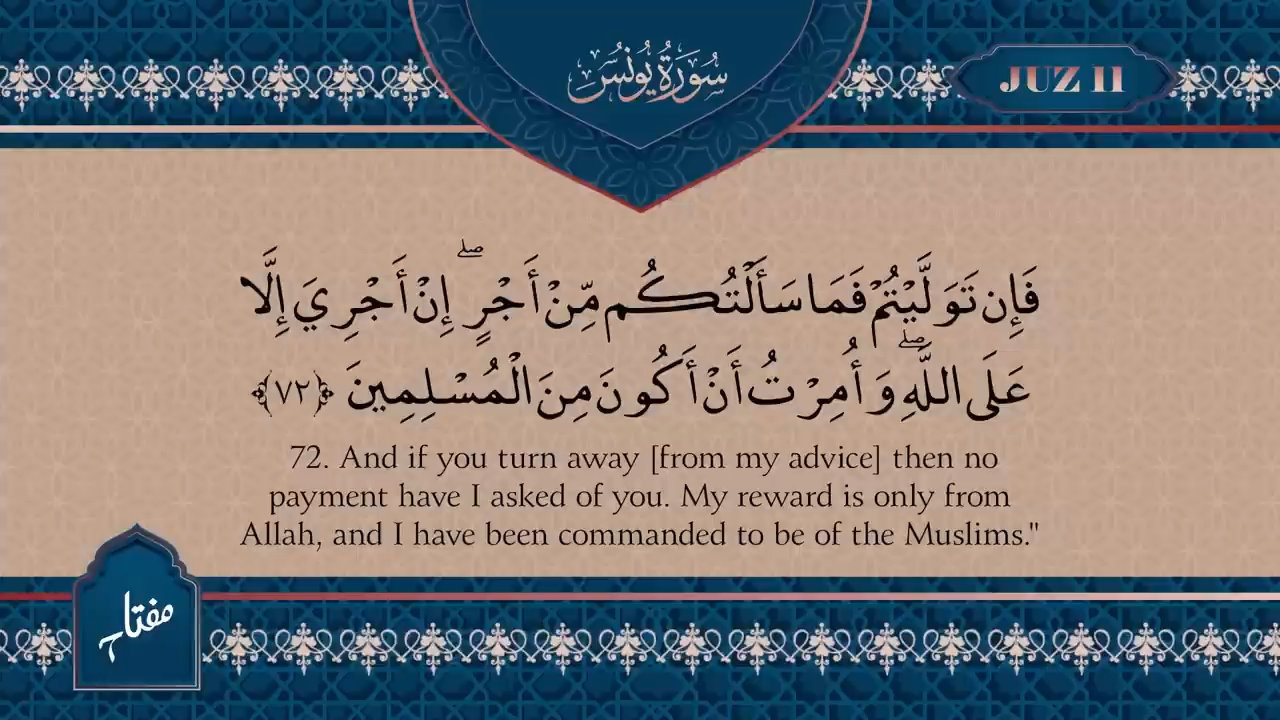 سُورَةُ يُونُسَ
JUZ 11
فَإِن تَوَلَّيْتُمْ فَمَا سَأَلْتُكُم مِّنْ أَجْرٍ ۖ إِنْ أَجْرِيَ إِلَّا
عَلَى اللَّهِ ۖ وَأُمِرْتُ أَنْ أَكُونَ مِنَ الْمُسْلِمِينَ ﴿٧٢﴾
72. And if you turn away [from my advice] then no
payment have I asked of you. My reward is only from
Allah, and I have been commanded to be of the Muslims."
مفتاح